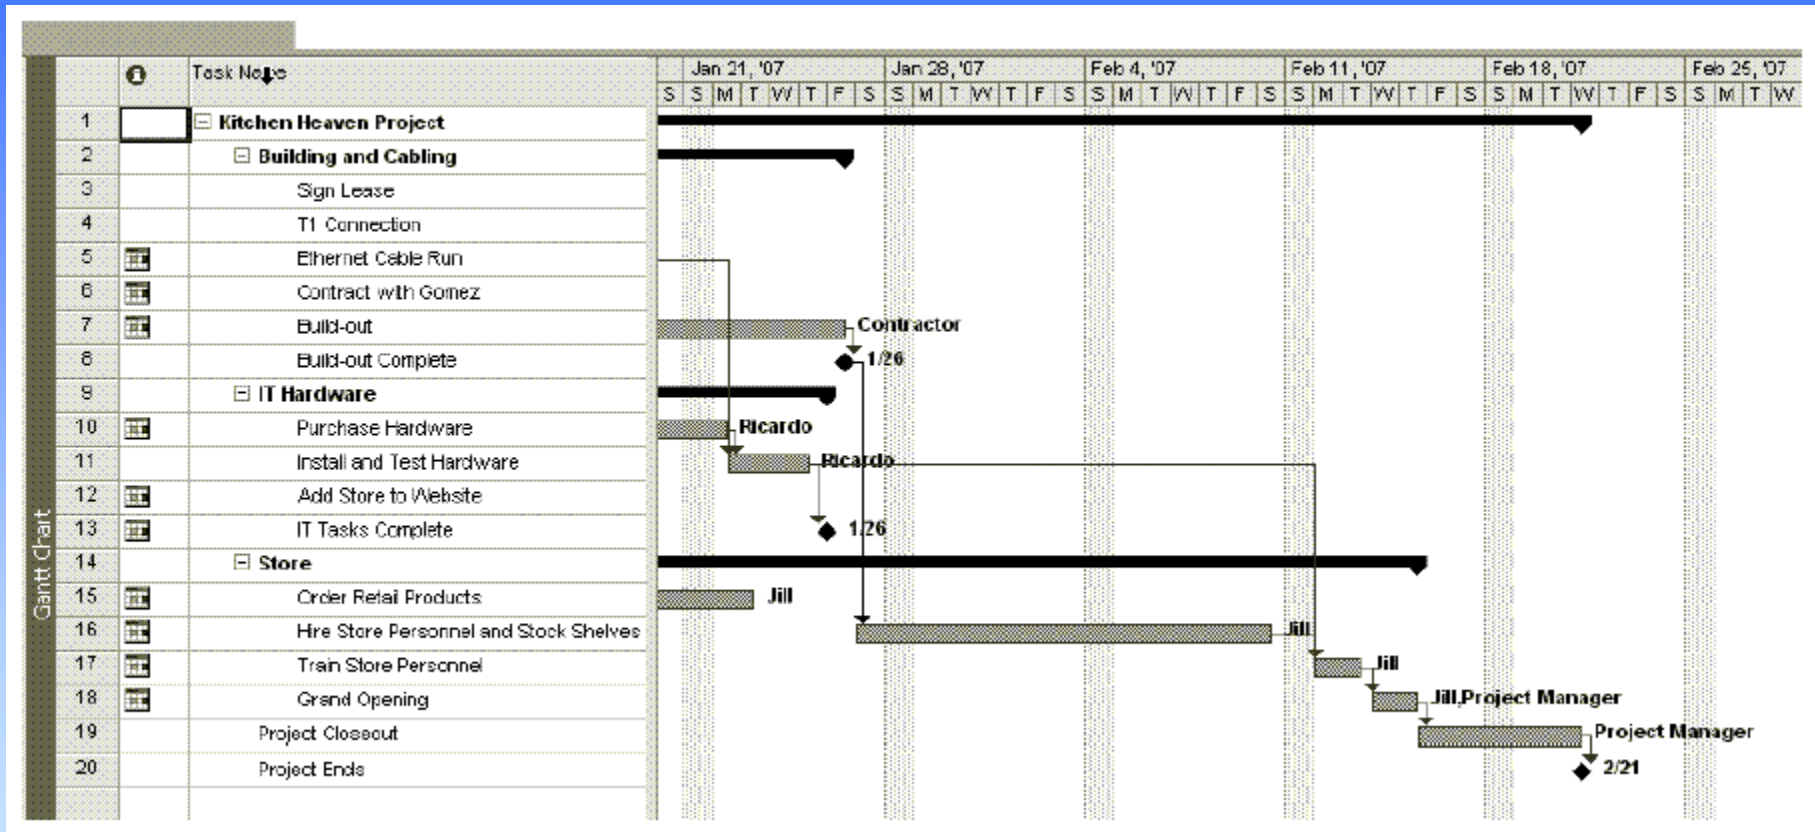 Task Name
Jan 21, '07 Jan 28, '07 Feb 4, '07 Feb 11, '07 Feb 18, '07 Feb 25, '07
S S M T W T F S S M T W T F S S M T W T F S S M T W T F S S M T W T F S S M T W
1 Kitchen Heaven Project
2 Building and Cabling
3 Sign Lease
4 T1 Connection
5 Ethernet Cable Run
6 Contract with Gomez
7 Build-out Contractor
8 Build-out Complete 1/26
9 IT Hardware
10 Purchase Hardware Ricardo
11 Install and Test Hardware Ricardo
12 Add Store to Website
13 IT Tasks Complete 1/26
14 Store
15 Order Retail Products Jill
16 Hire Store Personnel and Stock Shelves Jill
17 Train Store Personnel Jill
18 Grand Opening Jill,Project Manager
19 Project Closeout Project Manager
20 Project Ends 2/21
Gantt Chart